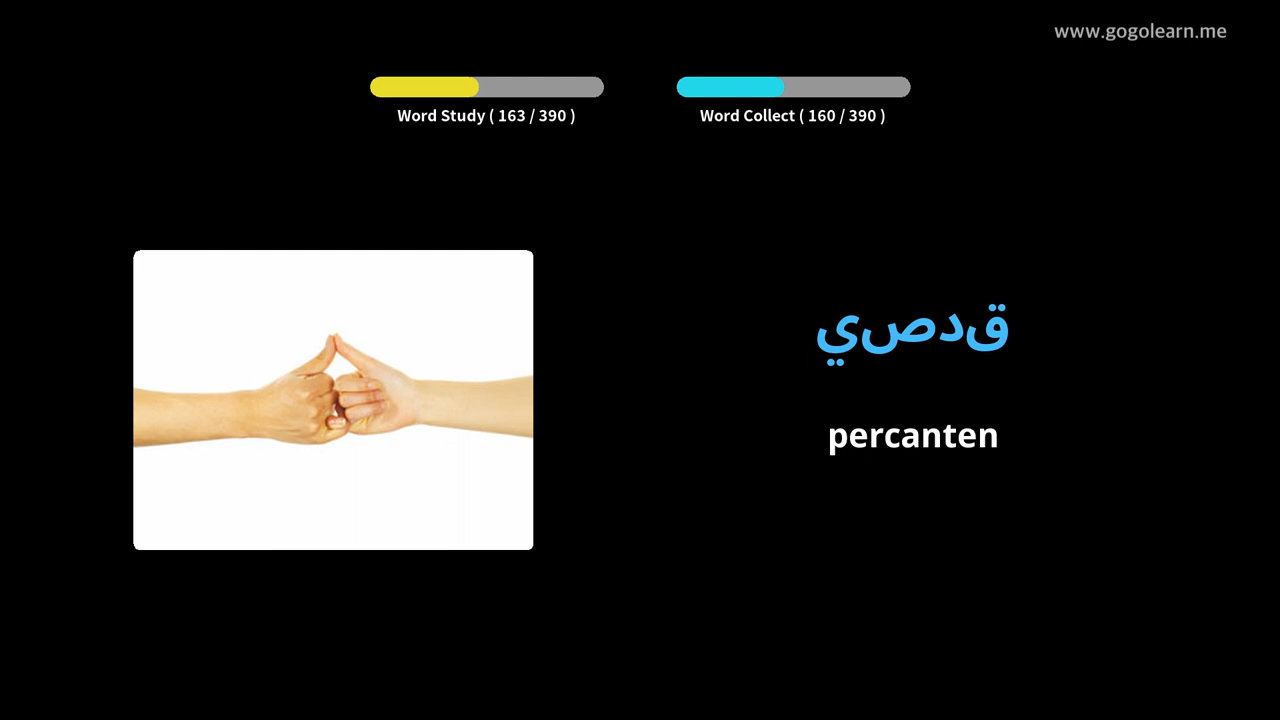 www.gogolearn.me
Word Study ( 163 / 390 )
Word Collect ( 160 / 390 )
قدصي
percanten